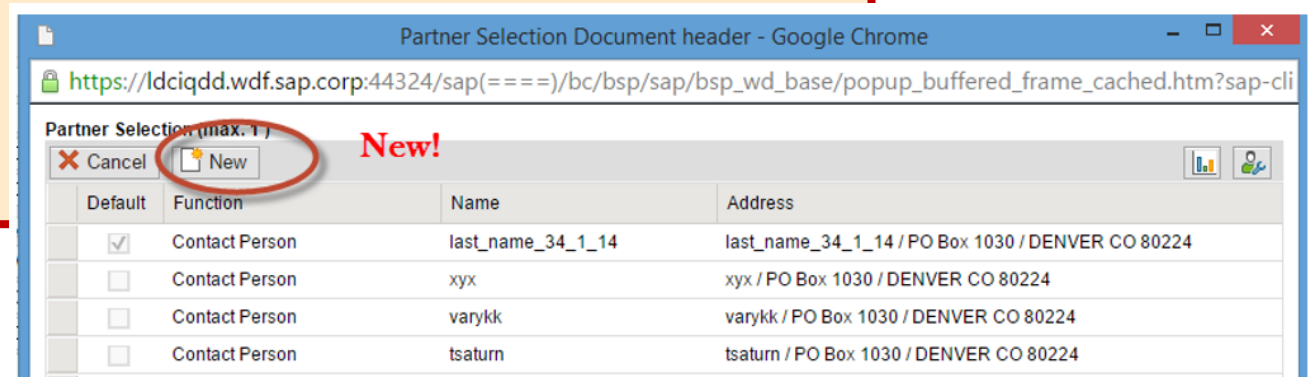 Partner Selection Document header - Google Chrome
https://ldciqdd.wdf.sap.corp:44324/sap(====)/bc/bsp/sap/bsp_wd_base/popup_buffered_frame_cached.htm?sap-cli
Partner Selection (max. 1 )
New!
Cancel New
Default Function Name Address
Contact Person last_name_34_1_14 last_name_34_1_14 / PO Box 1030 / DENVER CO 80224
Contact Person xyx xyx / PO Box 1030 / DENVER CO 80224
Contact Person varykk varykk / PO Box 1030 / DENVER CO 80224
Contact Person tsaturn tsaturn / PO Box 1030 / DENVER CO 80224